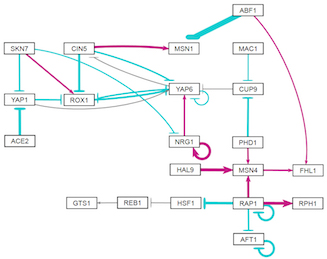 ABF1
SKN7 CIN5 MSN1 MAC1
YAP6 CUP9
YAP1 ROX1
ACE2 NRG1 PHD1
HAL9 MSN4 FHL1
GTS1 REB1 HSF1 RAP1 RPH1
AFT1